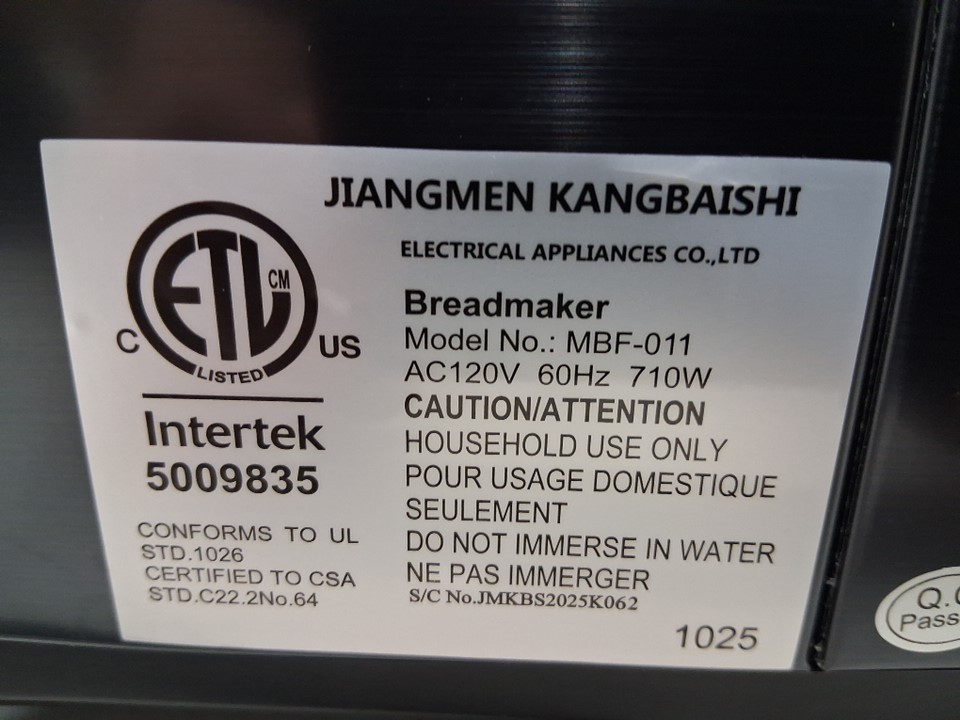 JIANGMEN KANGBAISHI
ELECTRICAL APPLIANCES CO.,LTD
ETL CM
C US
LISTED
Intertek
5009835
CONFORMS TO UL
STD.1026
CERTIFIED TO CSA
STD.C22.2No.64
Breadmaker
Model No.: MBF-011
AC120V 60Hz 710W
CAUTION/ATTENTION
HOUSEHOLD USE ONLY
POUR USAGE DOMESTIQUE
SEULEMENT
DO NOT IMMERSE IN WATER
NE PAS IMMERGER
S/C No.JMKBS2025K062
1025